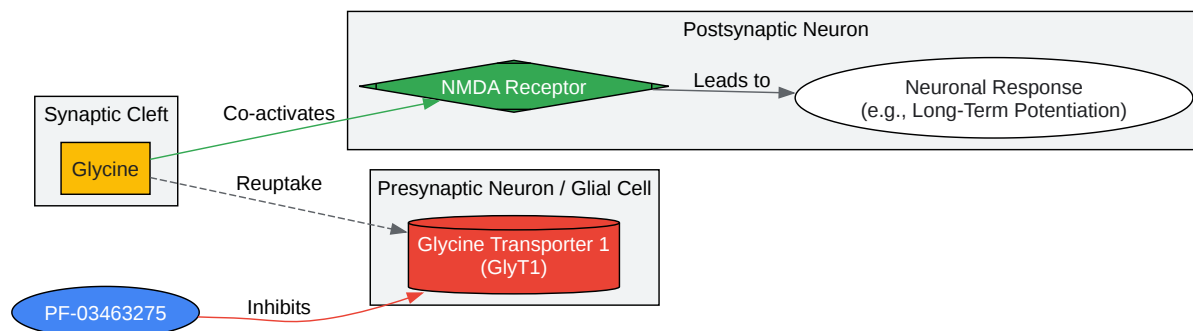 Postsynaptic Neuron
NMDA Receptor
Leads to
Neuronal Response
(e.g., Long-Term Potentiation)
Synaptic Cleft
Glycine
Co-activates
Reuptake
Presynaptic Neuron / Glial Cell
Glycine Transporter 1
(GlyT1)
PF-03463275
Inhibits